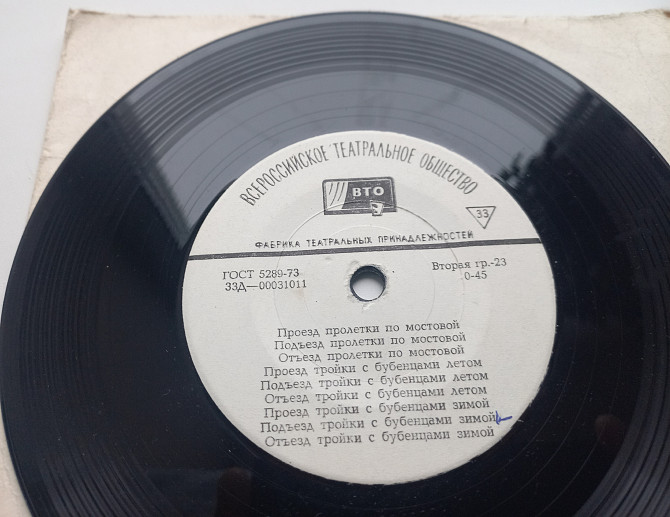 ВСЕРОССИЙСКОЕ ТЕАТРАЛЬНОЕ ОБЩЕСТВО
ВТО
33
ФАБРИКА ТЕАТРАЛЬНЫХ ПРИНАДЛЕЖНОСТЕЙ
ГОСТ 5289-73
33Д—00031011
Вторая гр.-23
0-45
Проезд пролетки по мостовой
Подъезд пролетки по мостовой
Отъезд пролетки по мостовой
Проезд тройки с бубенцами летом
Подъезд тройки с бубенцами летом
Отъезд тройки с бубенцами летом
Проезд тройки с бубенцами зимой
Подъезд тройки с бубенцами зимой
Отъезд тройки с бубенцами зимой